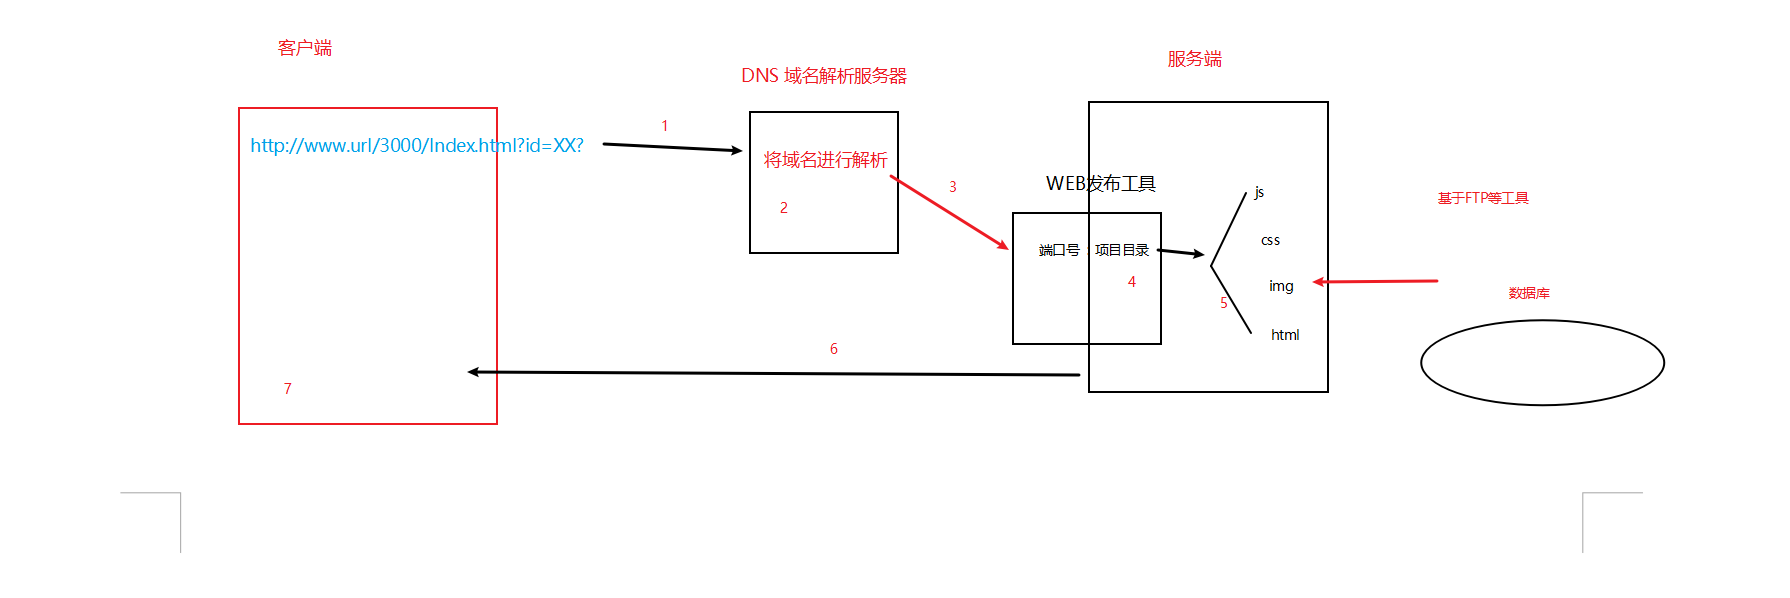 客户端
服务端
DNS 域名解析服务器
http://www.url/3000/Index.html?id=XX?
1
将域名进行解析
2
3
WEB发布工具
端口号：项目目录
4
js
css
img
html
5
基于FTP等工具
数据库
6
7